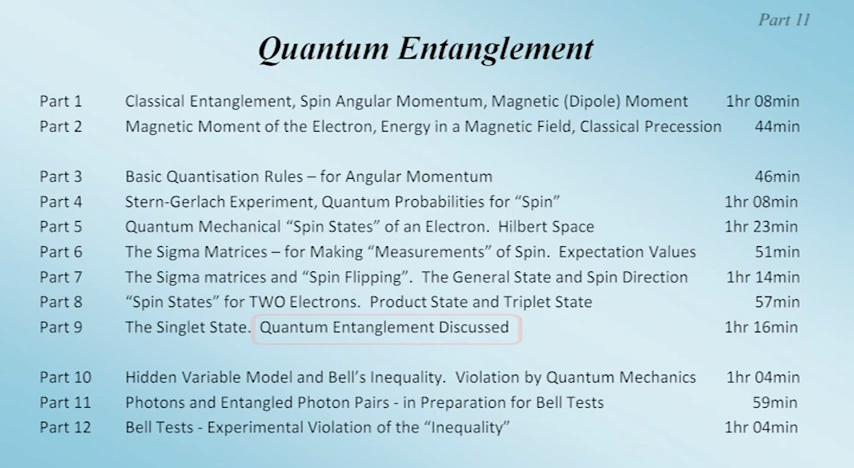 Part 11
Quantum Entanglement
Part 1 Classical Entanglement, Spin Angular Momentum, Magnetic (Dipole) Moment 1hr 08min
Part 2 Magnetic Moment of the Electron, Energy in a Magnetic Field, Classical Precession 44min
Part 3 Basic Quantisation Rules – for Angular Momentum 46min
Part 4 Stern-Gerlach Experiment, Quantum Probabilities for “Spin” 1hr 08min
Part 5 Quantum Mechanical “Spin States” of an Electron. Hilbert Space 1hr 23min
Part 6 The Sigma Matrices – for Making “Measurements” of Spin. Expectation Values 51min
Part 7 The Sigma matrices and “Spin Flipping”. The General State and Spin Direction 1hr 14min
Part 8 “Spin States” for TWO Electrons. Product State and Triplet State 57min
Part 9 The Singlet State. Quantum Entanglement Discussed 1hr 16min
Part 10 Hidden Variable Model and Bell’s Inequality. Violation by Quantum Mechanics 1hr 04min
Part 11 Photons and Entangled Photon Pairs - in Preparation for Bell Tests 59min
Part 12 Bell Tests - Experimental Violation of the “Inequality” 1hr 04min